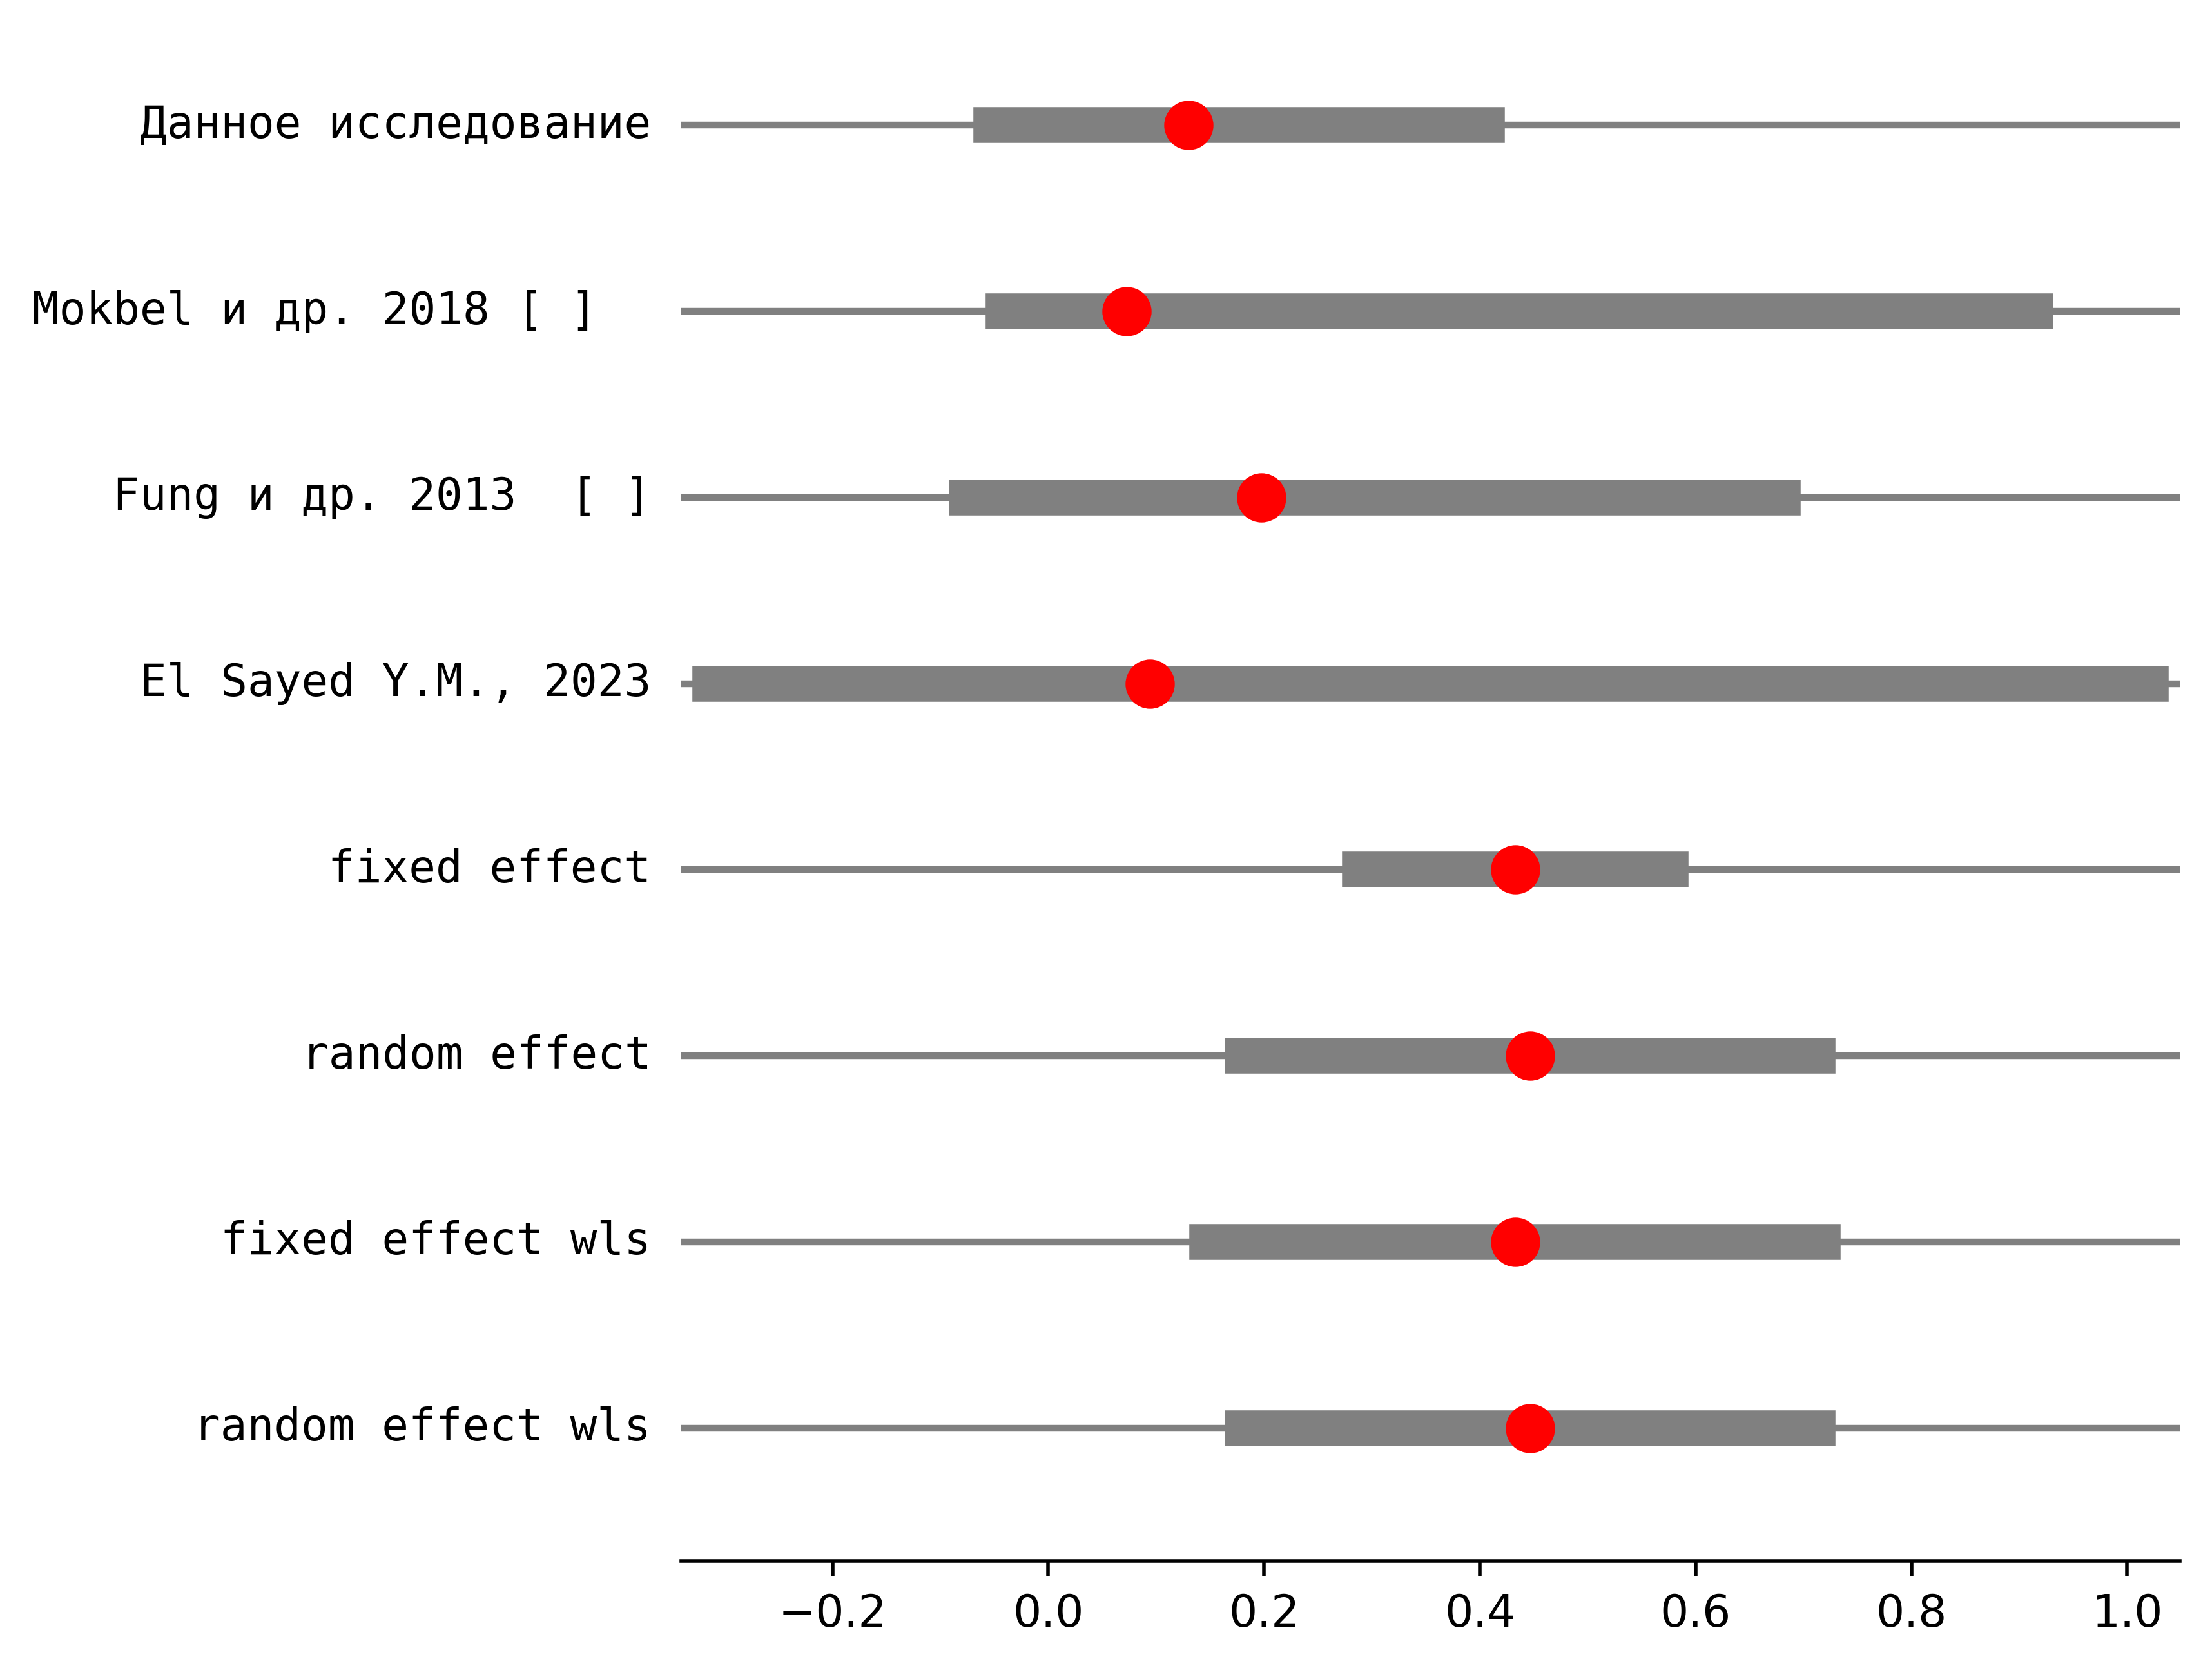 Данное исследование
Mokbel и др. 2018 [ ]
Fung и др. 2013  [ ]
El Sayed Y.M., 2023
fixed effect
random effect
fixed effect wls
random effect wls
−0.2 0.0 0.2 0.4 0.6 0.8 1.0